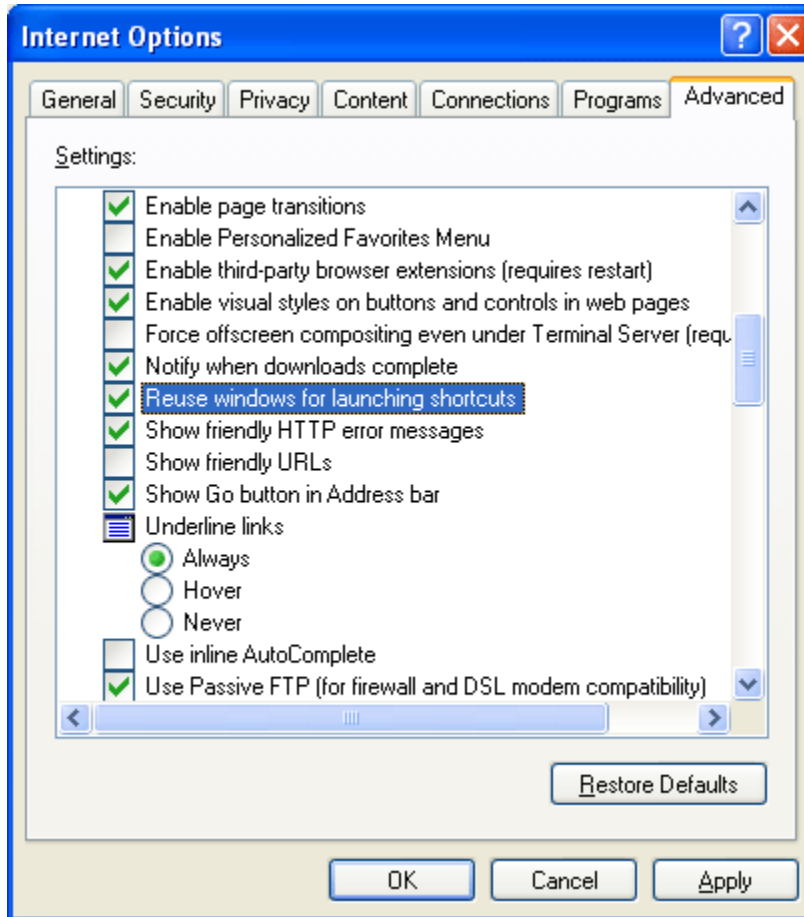 Internet Options
General Security Privacy Content Connections Programs Advanced
Settings:
Enable page transitions
Enable Personalized Favorites Menu
Enable third-party browser extensions (requires restart)
Enable visual styles on buttons and controls in web pages
Force offscreen compositing even under Terminal Server (requ
Notify when downloads complete
Reuse windows for launching shortcuts
Show friendly HTTP error messages
Show friendly URLs
Show Go button in Address bar
Underline links
Always
Hover
Never
Use inline AutoComplete
Use Passive FTP (for firewall and DSL modem compatibility)
Restore Defaults
OK Cancel Apply